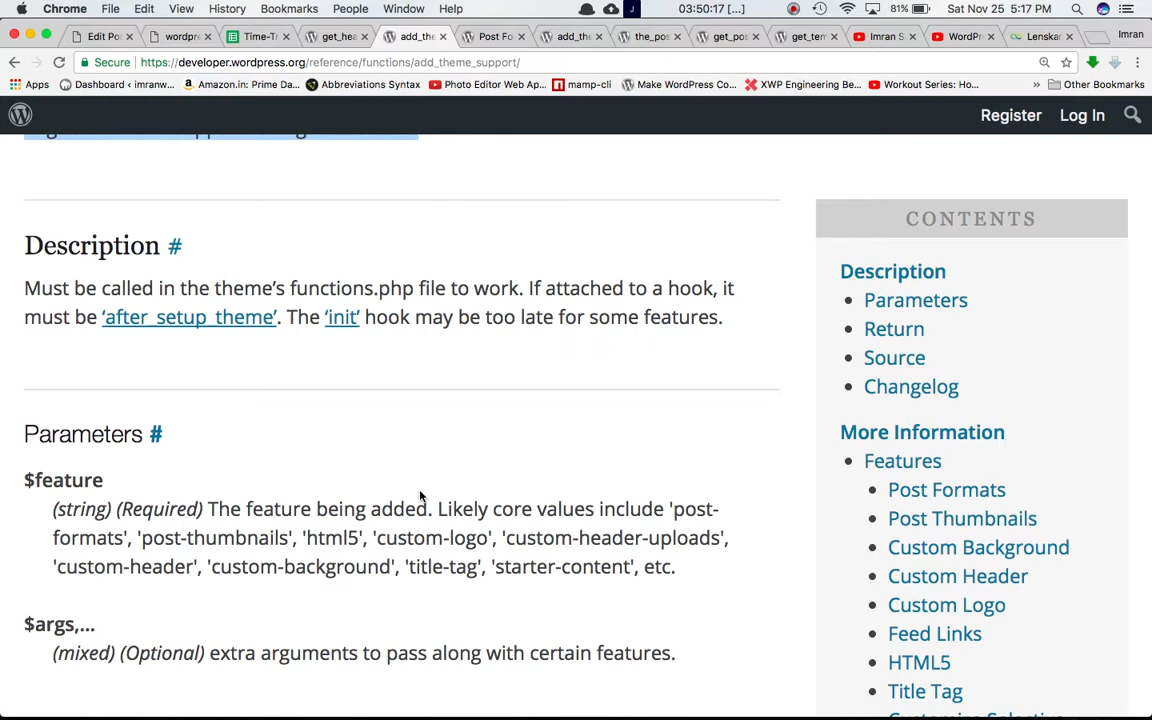 Chrome File Edit View History Bookmarks People Window Help 03:50:17 [...] 81% Sat Nov 25 5:17 PM
Edit Po wordpre Time-T get_hea add_the Post Fo add_the the_pos get_pos get_tem Imran S WordPr Lenskar Imran
Secure https://developer.wordpress.org/reference/functions/add_theme_support/
Apps Dashboard ‹ imranw... Amazon.in: Prime Da... Abbreviations Syntax Photo Editor Web Ap... mamp-cli Make WordPress Co... XWP Engineering Be... Workout Series: Ho... » Other Bookmarks
Register Log In
Description #
Must be called in the theme’s functions.php file to work. If attached to a hook, it
must be ‘after_setup_theme’. The ‘init’ hook may be too late for some features.
Parameters #
$feature
(string) (Required) The feature being added. Likely core values include 'post-
formats', 'post-thumbnails', 'html5', 'custom-logo', 'custom-header-uploads',
'custom-header', 'custom-background', 'title-tag', 'starter-content', etc.
$args,...
(mixed) (Optional) extra arguments to pass along with certain features.
CONTENTS
Description
Parameters
Return
Source
Changelog
More Information
Features
Post Formats
Post Thumbnails
Custom Background
Custom Header
Custom Logo
Feed Links
HTML5
Title Tag